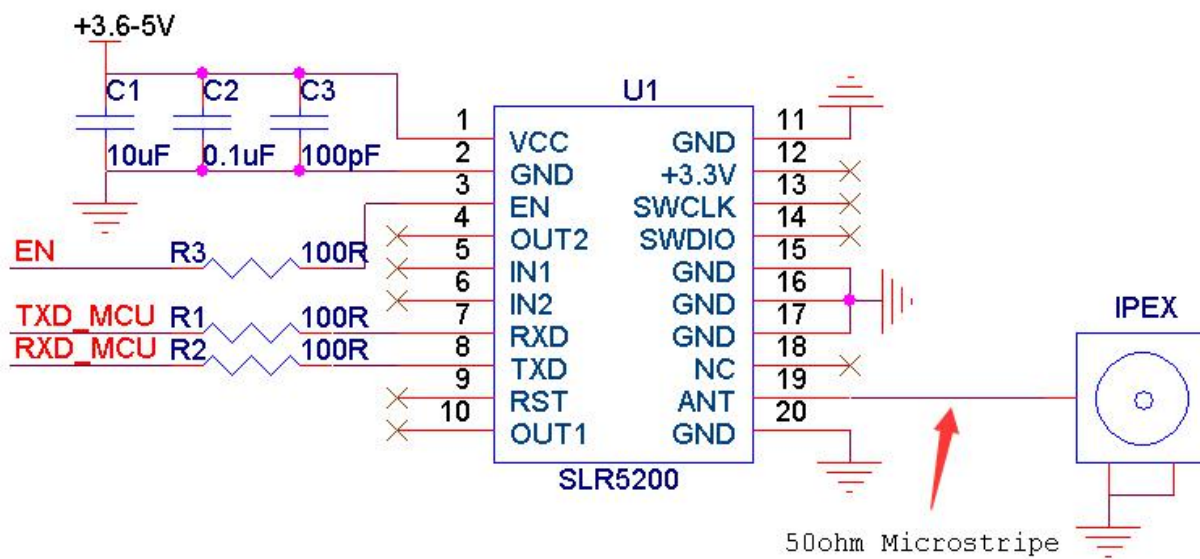 +3.6-5V
C1 C2 C3
10uF 0.1uF 100pF
EN R3 100R
TXD_MCU R1 100R
RXD_MCU R2 100R
U1
1 VCC GND 11
2 GND +3.3V 12
3 EN SWCLK 13
4 OUT2 SWDIO 14
5 IN1 GND 15
6 IN2 GND 16
7 RXD GND 17
8 TXD NC 18
9 RST ANT 19
10 OUT1 GND 20
SLR5200
IPEX
50ohm Microstripe